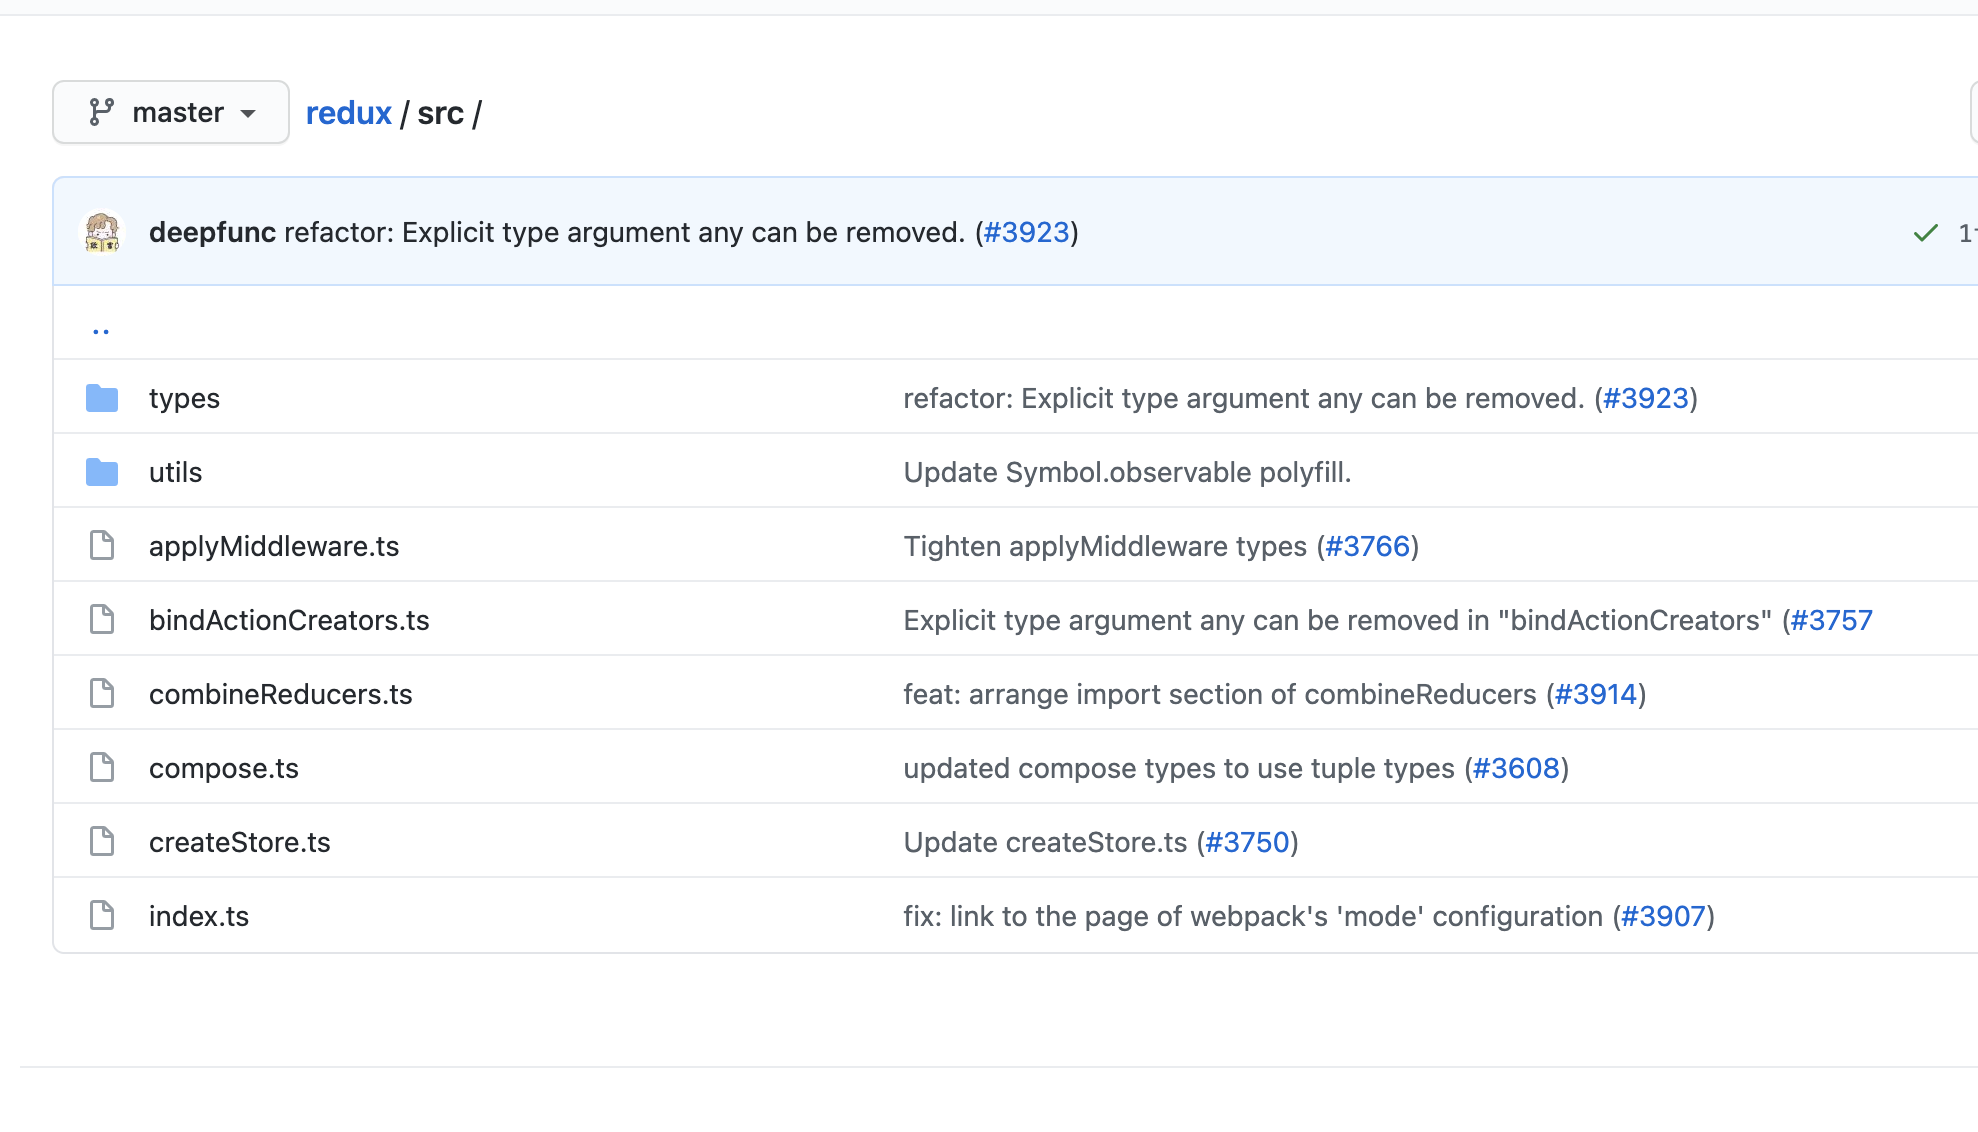 master redux / src /
deepfunc refactor: Explicit type argument any can be removed. (#3923)
..
types refactor: Explicit type argument any can be removed. (#3923)
utils Update Symbol.observable polyfill.
applyMiddleware.ts Tighten applyMiddleware types (#3766)
bindActionCreators.ts Explicit type argument any can be removed in "bindActionCreators" (#3757
combineReducers.ts feat: arrange import section of combineReducers (#3914)
compose.ts updated compose types to use tuple types (#3608)
createStore.ts Update createStore.ts (#3750)
index.ts fix: link to the page of webpack's 'mode' configuration (#3907)